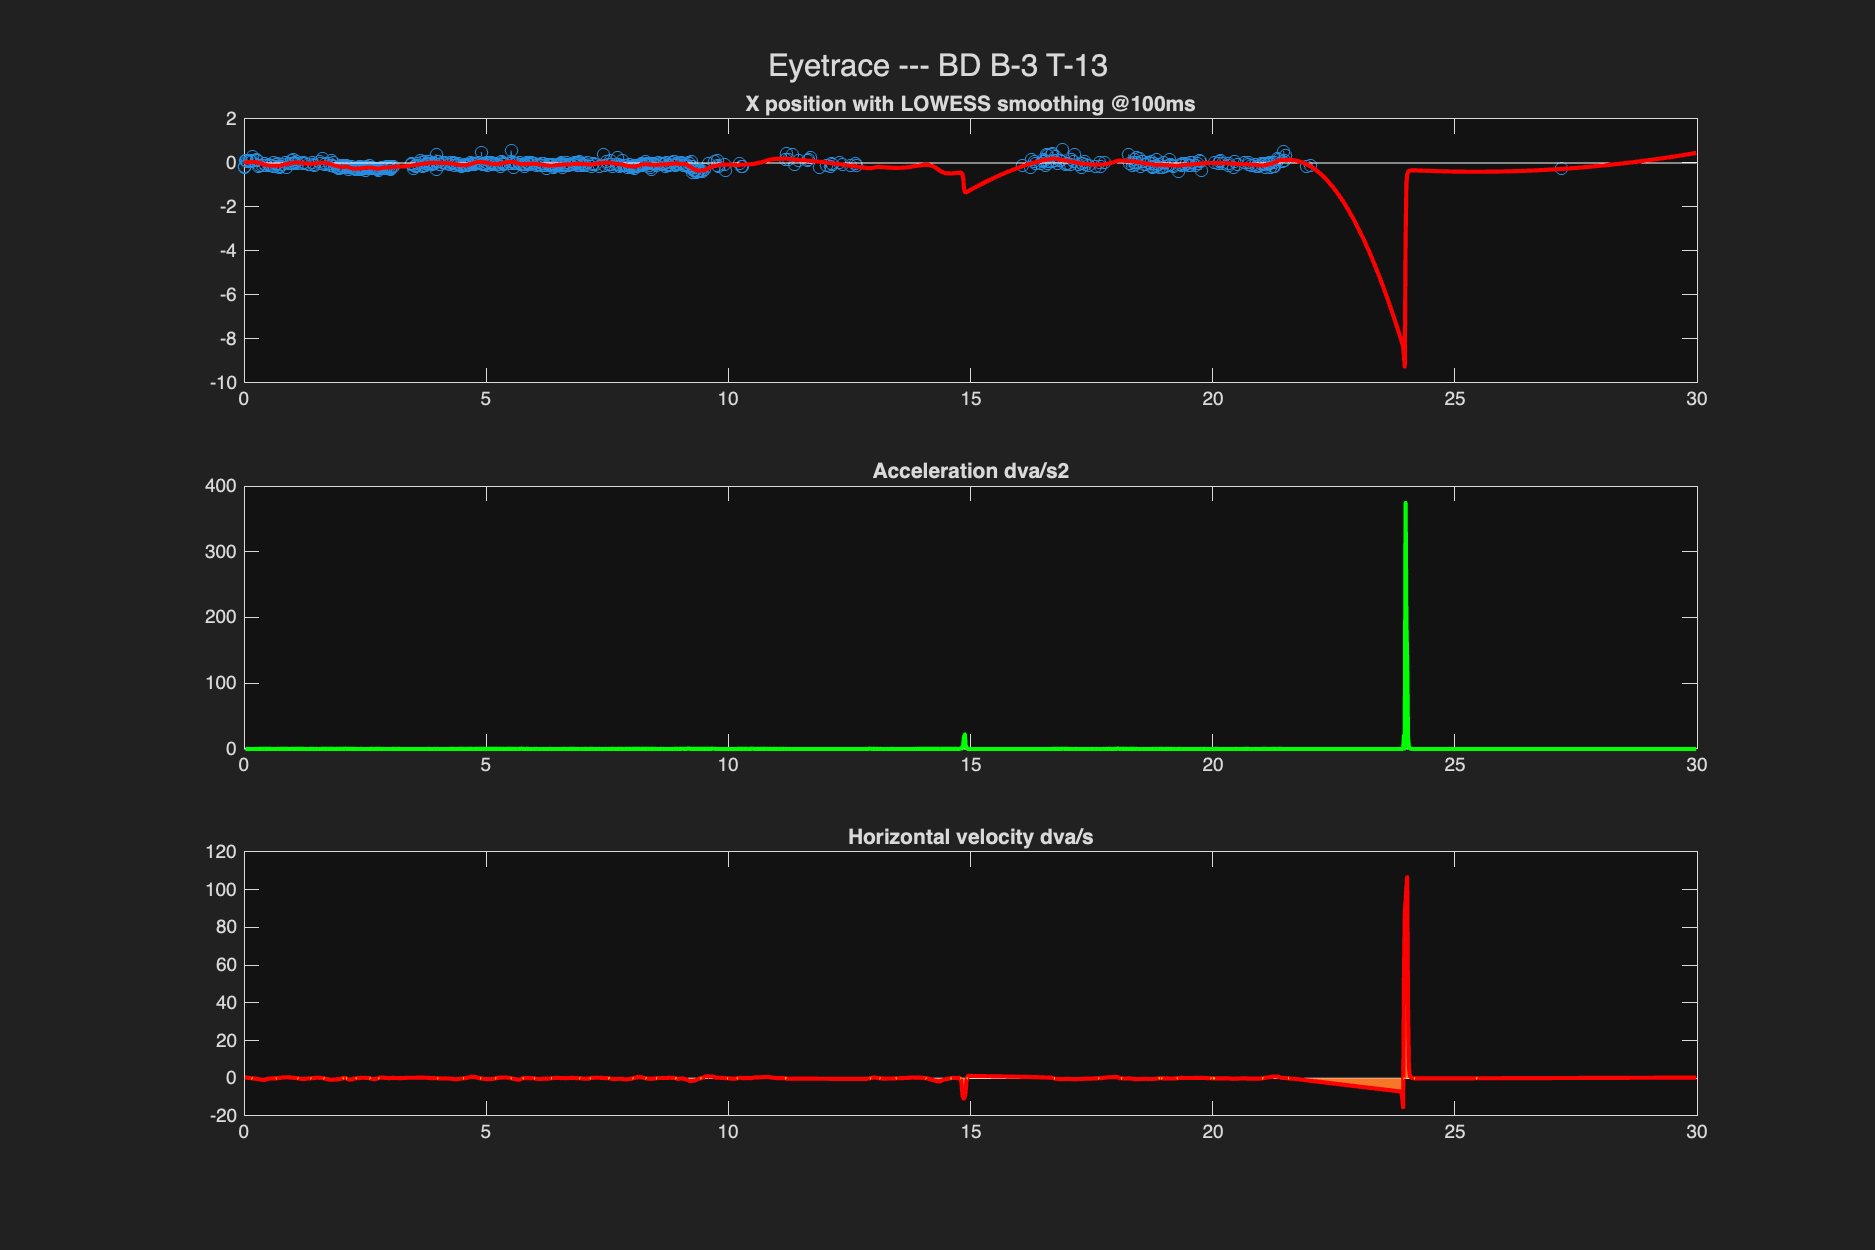 Eyetrace --- BD B-3 T-13
X position with LOWESS smoothing @100ms
2
0
-2
-4
-6
-8
-10
0 5 10 15 20 25 30
Acceleration dva/s2
400
300
200
100
0
0 5 10 15 20 25 30
Horizontal velocity dva/s
120
100
80
60
40
20
0
-20
0 5 10 15 20 25 30